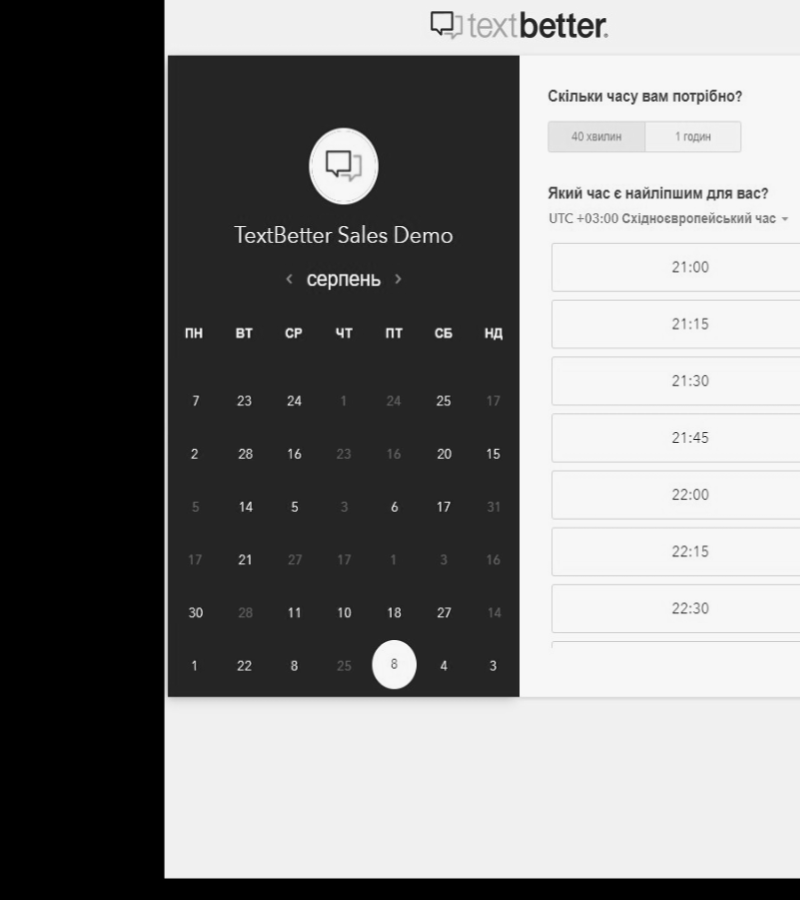 textbetter.
TextBetter Sales Demo
< серпень >
ПН ВТ СР ЧТ ПТ СБ НД
7 23 24 1 24 25 17
2 28 16 23 16 20 15
5 14 5 3 6 17 31
17 21 27 17 1 3 16
30 28 11 10 18 27 14
1 22 8 25 8 4 3
Скільки часу вам потрібно?
40 хвилин 1 годин
Який час є найліпшим для вас?
UTC +03:00 Східноєвропейський час
21:00
21:15
21:30
21:45
22:00
22:15
22:30